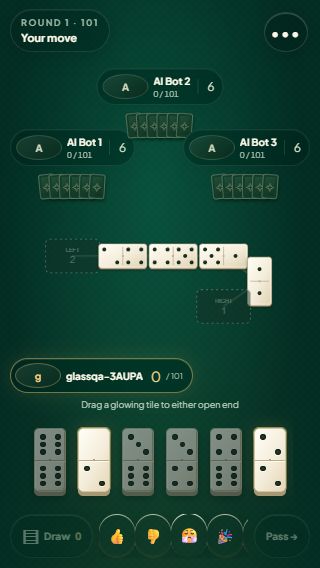 ROUND 1 · 101
Your move
•••
A
AI Bot 2
0/101
6
A
AI Bot 1
0/101
6
A
AI Bot 3
0/101
6
LEFT
2
RIGHT
1
g
glassqa-3AUPA
0
/101
Drag a glowing tile to either open end
Draw 0
Pass→